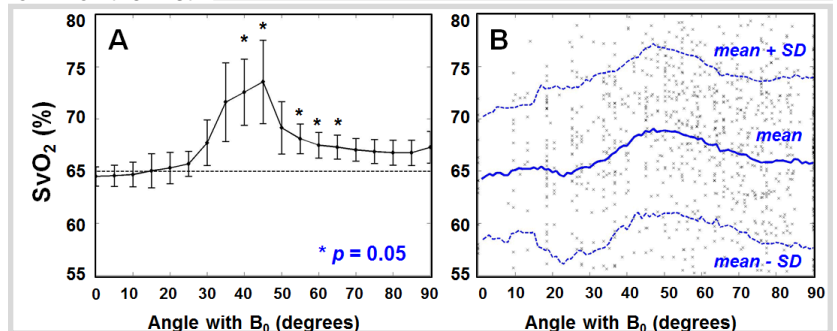 A
* * *
* * *
* p = 0.05
SvO2 (%)
80
75
70
65
60
55
0 10 20 30 40 50 60 70 80 90
Angle with B0 (degrees)
B
mean + SD
mean
mean - SD
80
75
70
65
60
55
0 10 20 30 40 50 60 70 80 90
Angle with B0 (degrees)